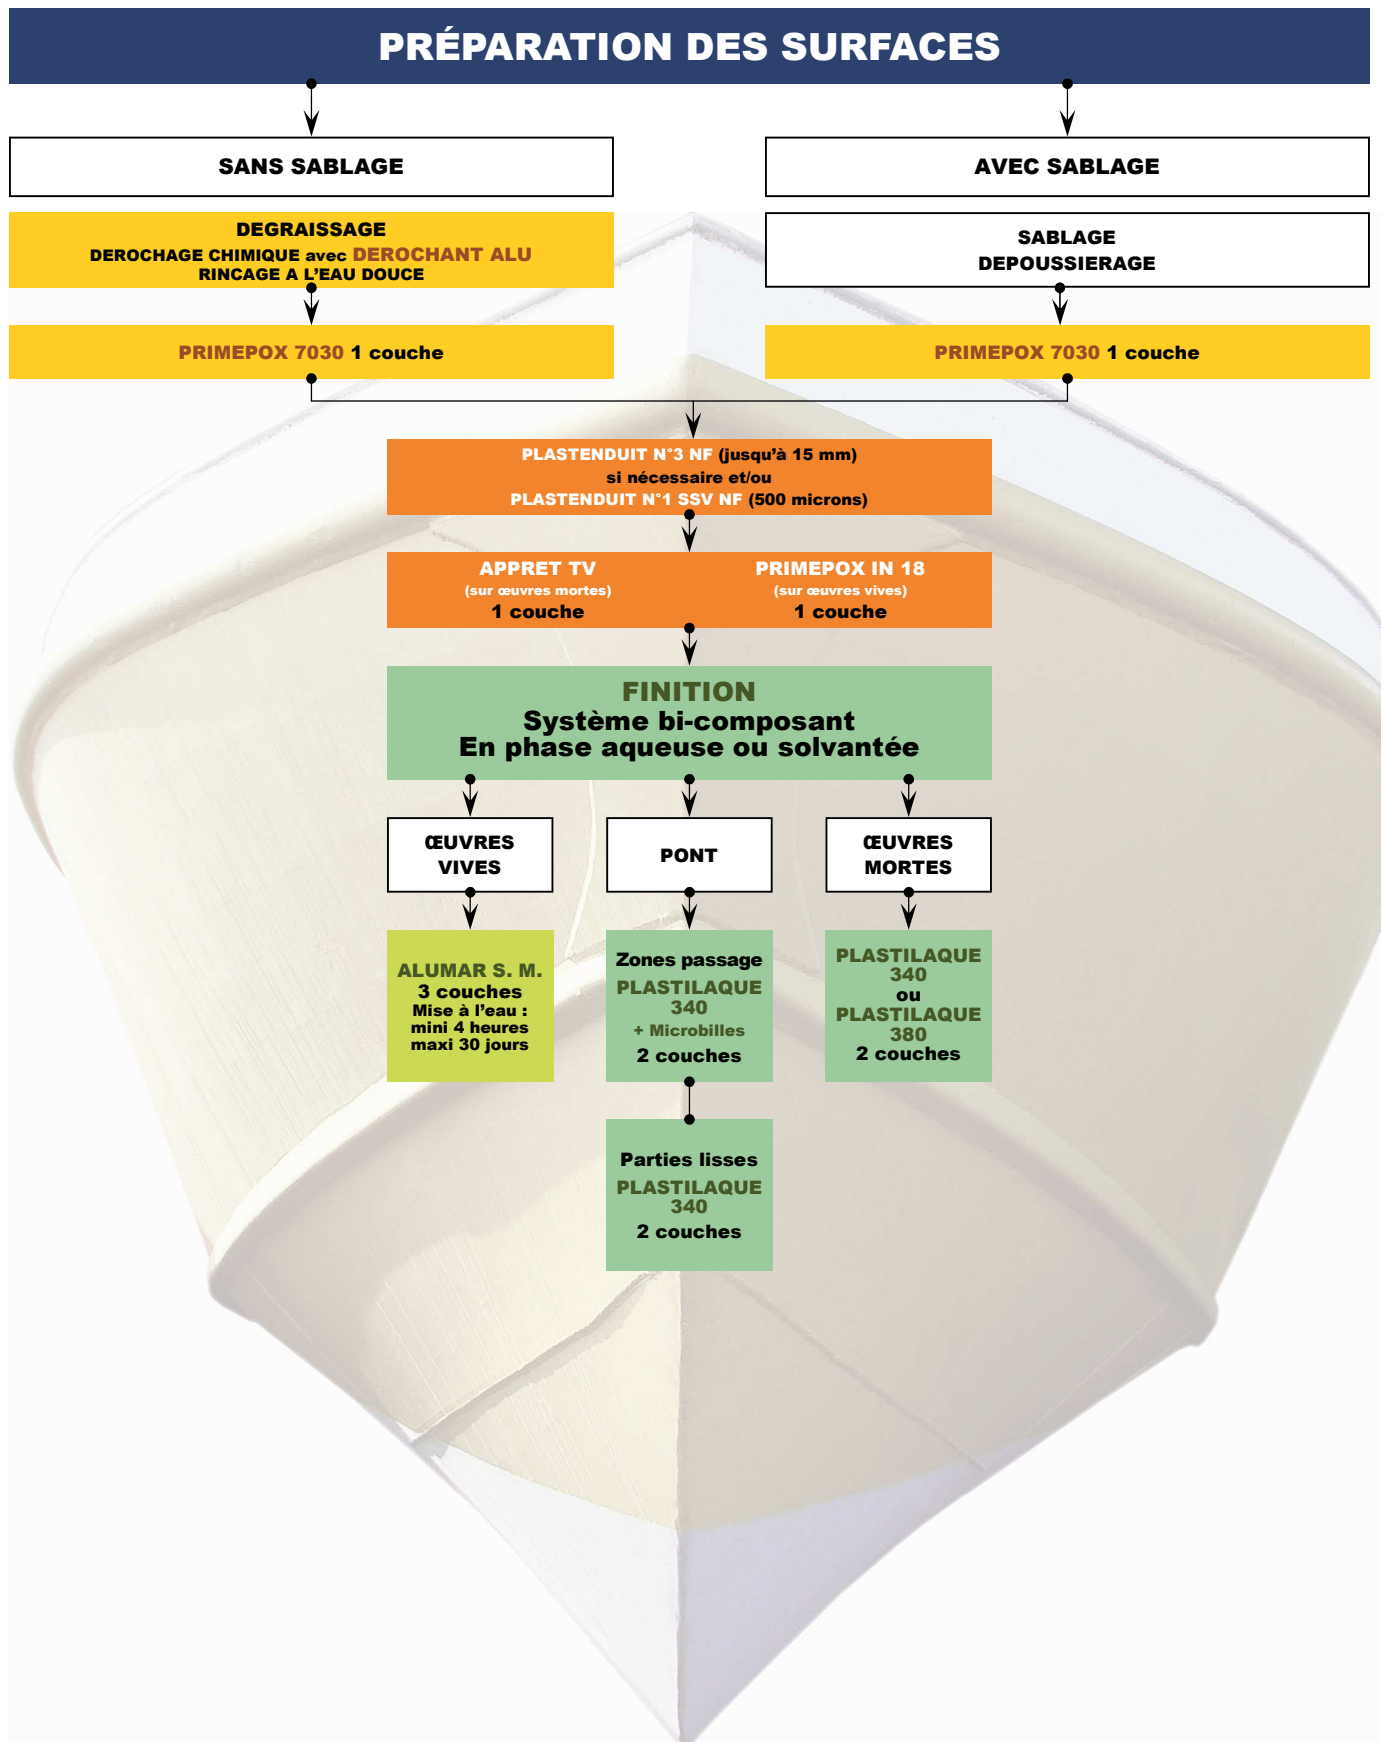 PRÉPARATION DES SURFACES
SANS SABLAGE
AVEC SABLAGE
DEGRAISSAGE
DEROCHAGE CHIMIQUE avec DEROCHANT ALU
RINCAGE A L’EAU DOUCE
SABLAGE
DEPOUSSIERAGE
PRIMEPOX 7030 1 couche
PRIMEPOX 7030 1 couche
PLASTENDUIT N°3 NF (jusqu’à 15 mm)
si nécessaire et/ou
PLASTENDUIT N°1 SSV NF (500 microns)
APPRET TV
(sur œuvres mortes)
1 couche
PRIMEPOX IN 18
(sur œuvres vives)
1 couche
FINITION
Système bi-composant
En phase aqueuse ou solvantée
ŒUVRES
VIVES
PONT
ŒUVRES
MORTES
ALUMAR S. M.
3 couches
Mise à l’eau :
mini 4 heures
maxi 30 jours
Zones passage
PLASTILAQUE
340
+ Microbilles
2 couches
PLASTILAQUE
340
ou
PLASTILAQUE
380
2 couches
Parties lisses
PLASTILAQUE
340
2 couches